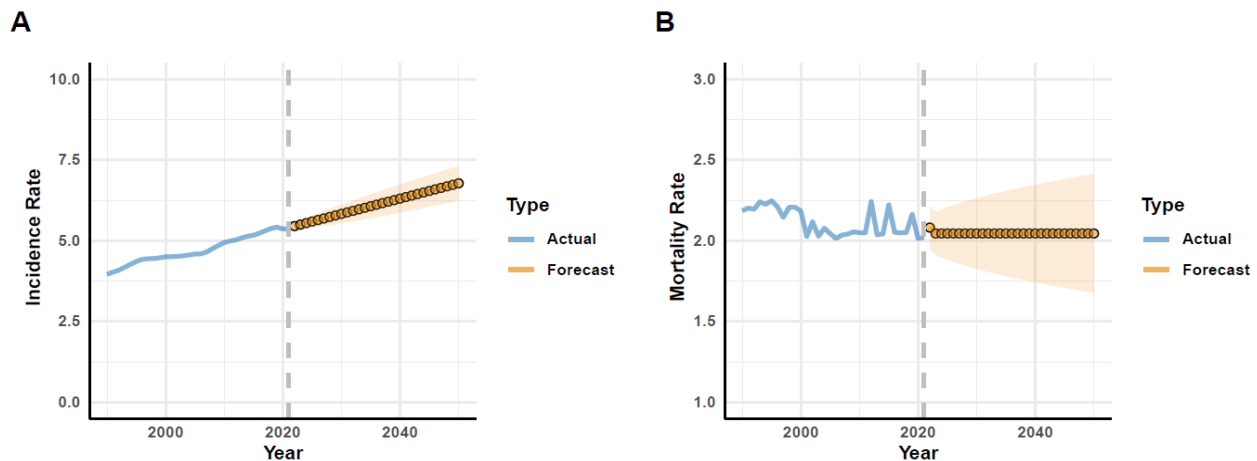 A
Incidence Rate
10.0
7.5
5.0
2.5
0.0
2000
2020
2040
Year
Type
Actual
Forecast
B
Mortality Rate
3.0
2.5
2.0
1.5
1.0
2000
2020
2040
Year
Type
Actual
Forecast